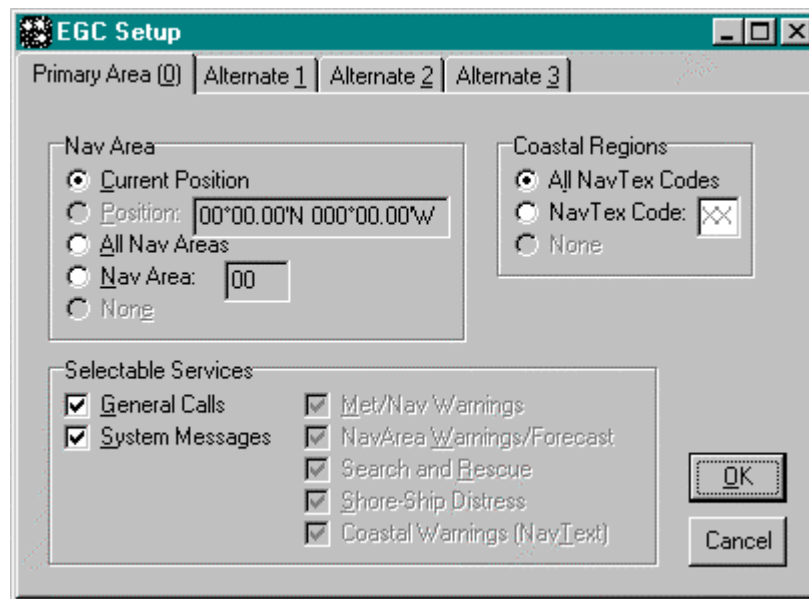 EGC Setup
Primary Area (0) Alternate 1 Alternate 2 Alternate 3
Nav Area
Current Position
Position: 00°00.00'N 000°00.00'W
All Nav Areas
Nav Area: 00
None
Coastal Regions
All NavTex Codes
NavTex Code: XX
None
Selectable Services
General Calls
System Messages
Met/Nav Warnings
NavArea Warnings/Forecast
Search and Rescue
Shore-Ship Distress
Coastal Warnings (NavText)
OK
Cancel